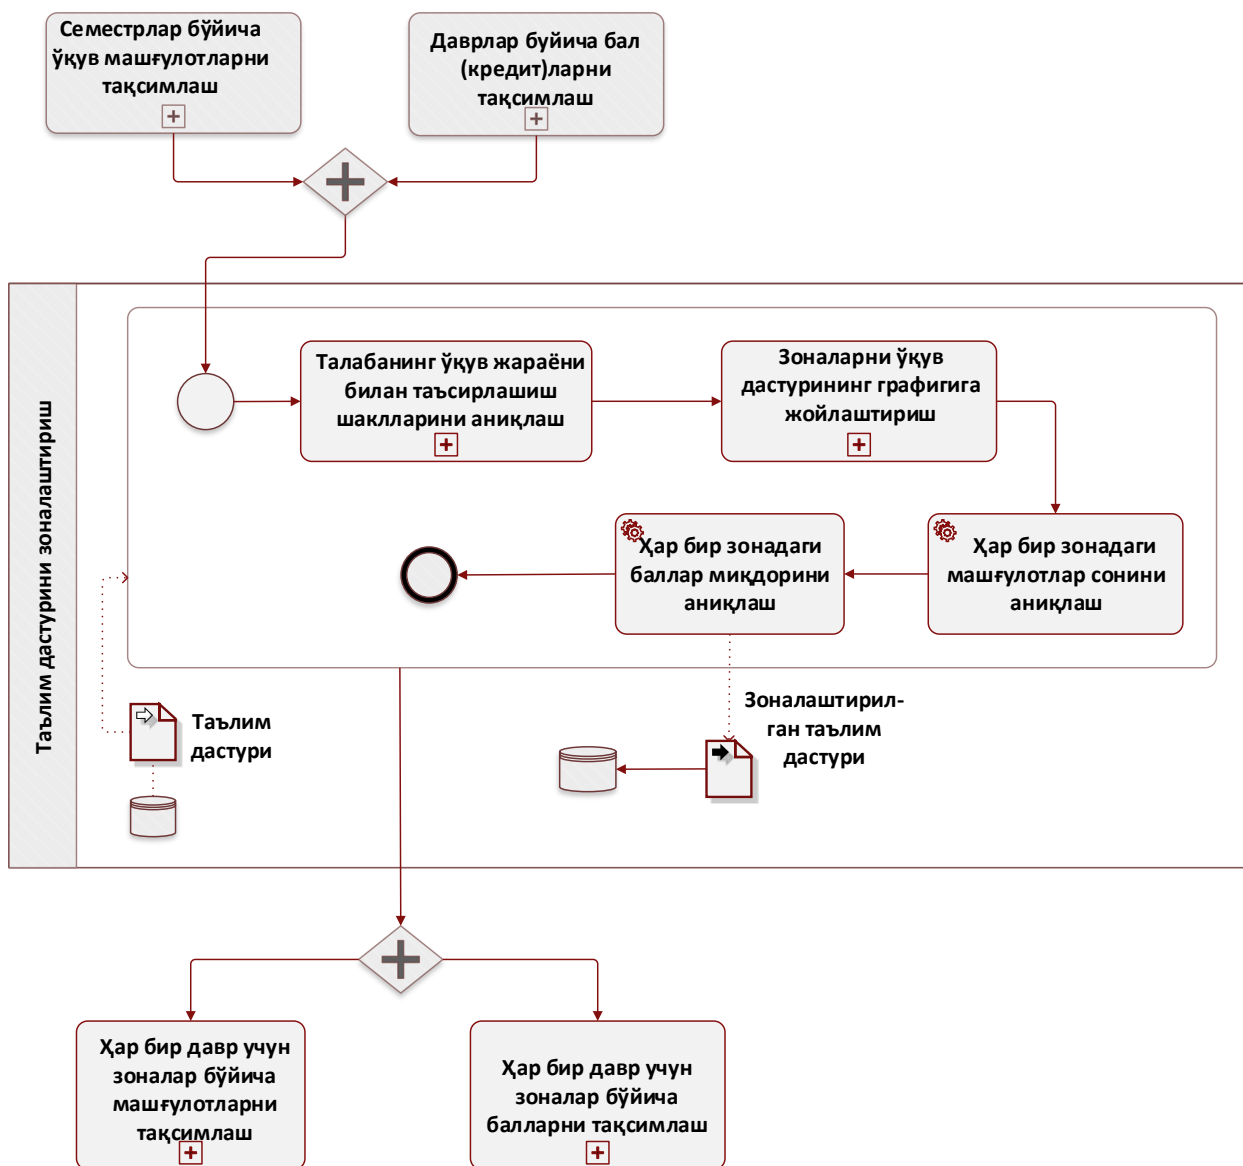 Семестрлар бўйича
ўқув машғулотларни
тақсимлаш
Даврлар буйича бал
(кредит)ларни
тақсимлаш
Таълим дастурини зоналаштириш
Талабанинг ўқув жараёни
билан таъсирлашиш
шаклларини аниқлаш
Зоналарни ўқув
дастурининг графигига
жойлаштириш
Ҳар бир зонадаги
баллар миқдорини
аниқлаш
Ҳар бир зонадаги
машғулотлар сонини
аниқлаш
Таълим
дастури
Зоналаштирил-
ган таълим
дастури
Ҳар бир давр учун
зоналар бўйича
машғулотларни
тақсимлаш
Ҳар бир давр учун
зоналар бўйича
балларни тақсимлаш